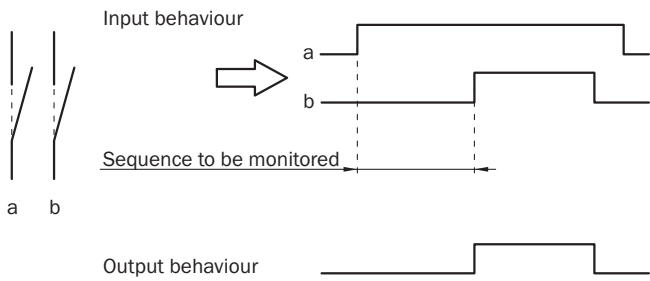 Input behaviour
a
b
Sequence to be monitored
a b
Output behaviour